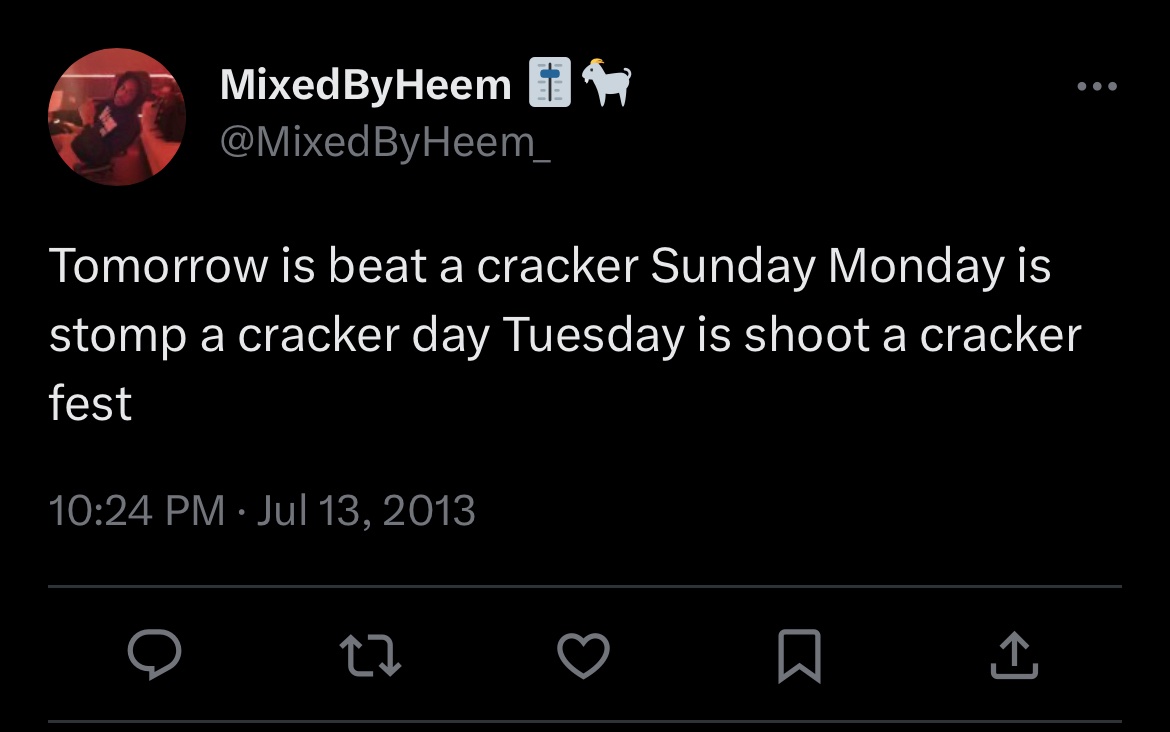 MixedByHeem 🎚️🐐
@MixedByHeem_
Tomorrow is beat a cracker Sunday Monday is
stomp a cracker day Tuesday is shoot a cracker
fest
10:24 PM · Jul 13, 2013